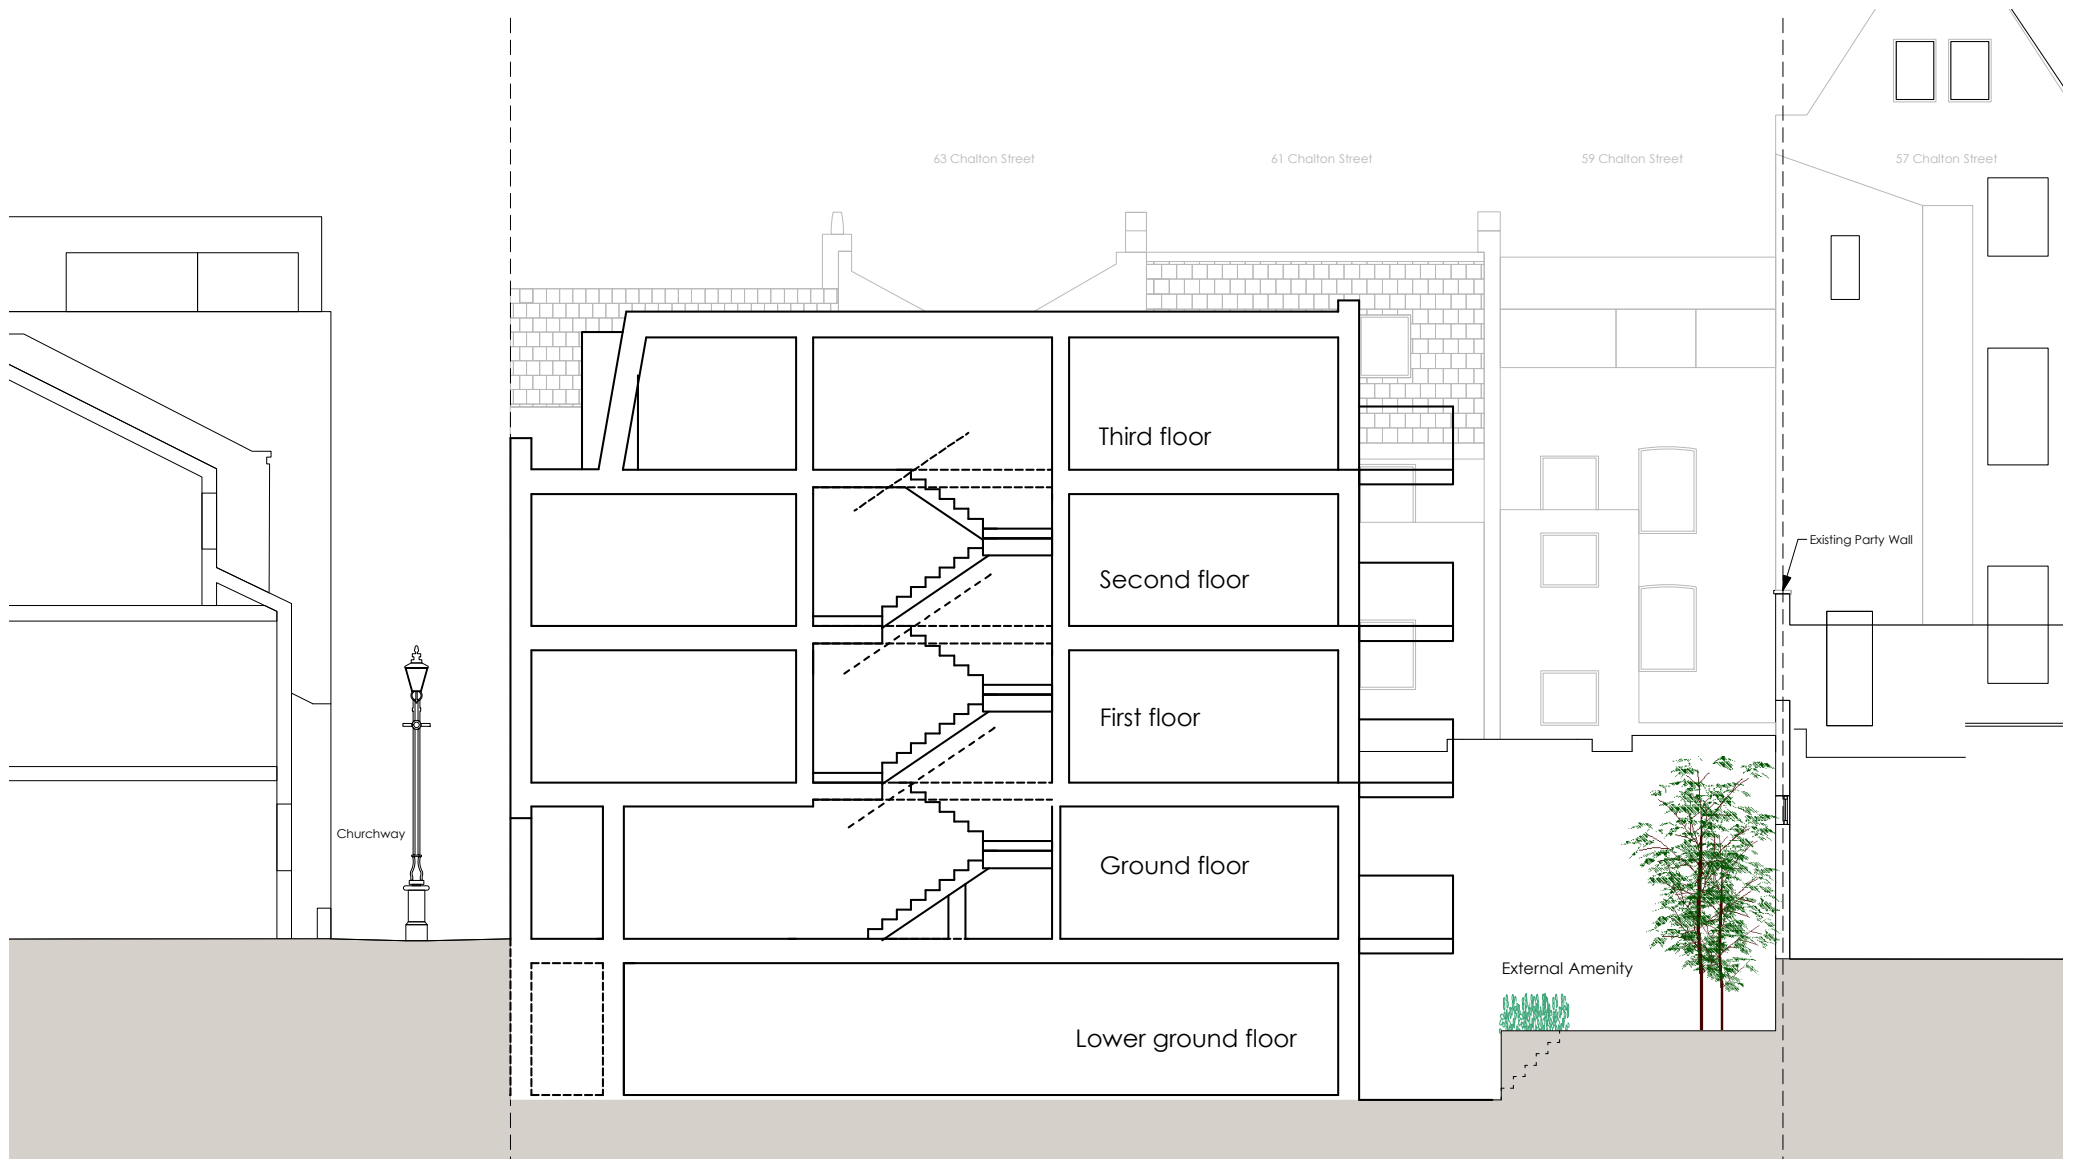 63 Chalton Street
61 Chalton Street
59 Chalton Street
57 Chalton Street
Third floor
Existing Party Wall
Second floor
First floor
Churchway
Ground floor
External Amenity
Lower ground floor